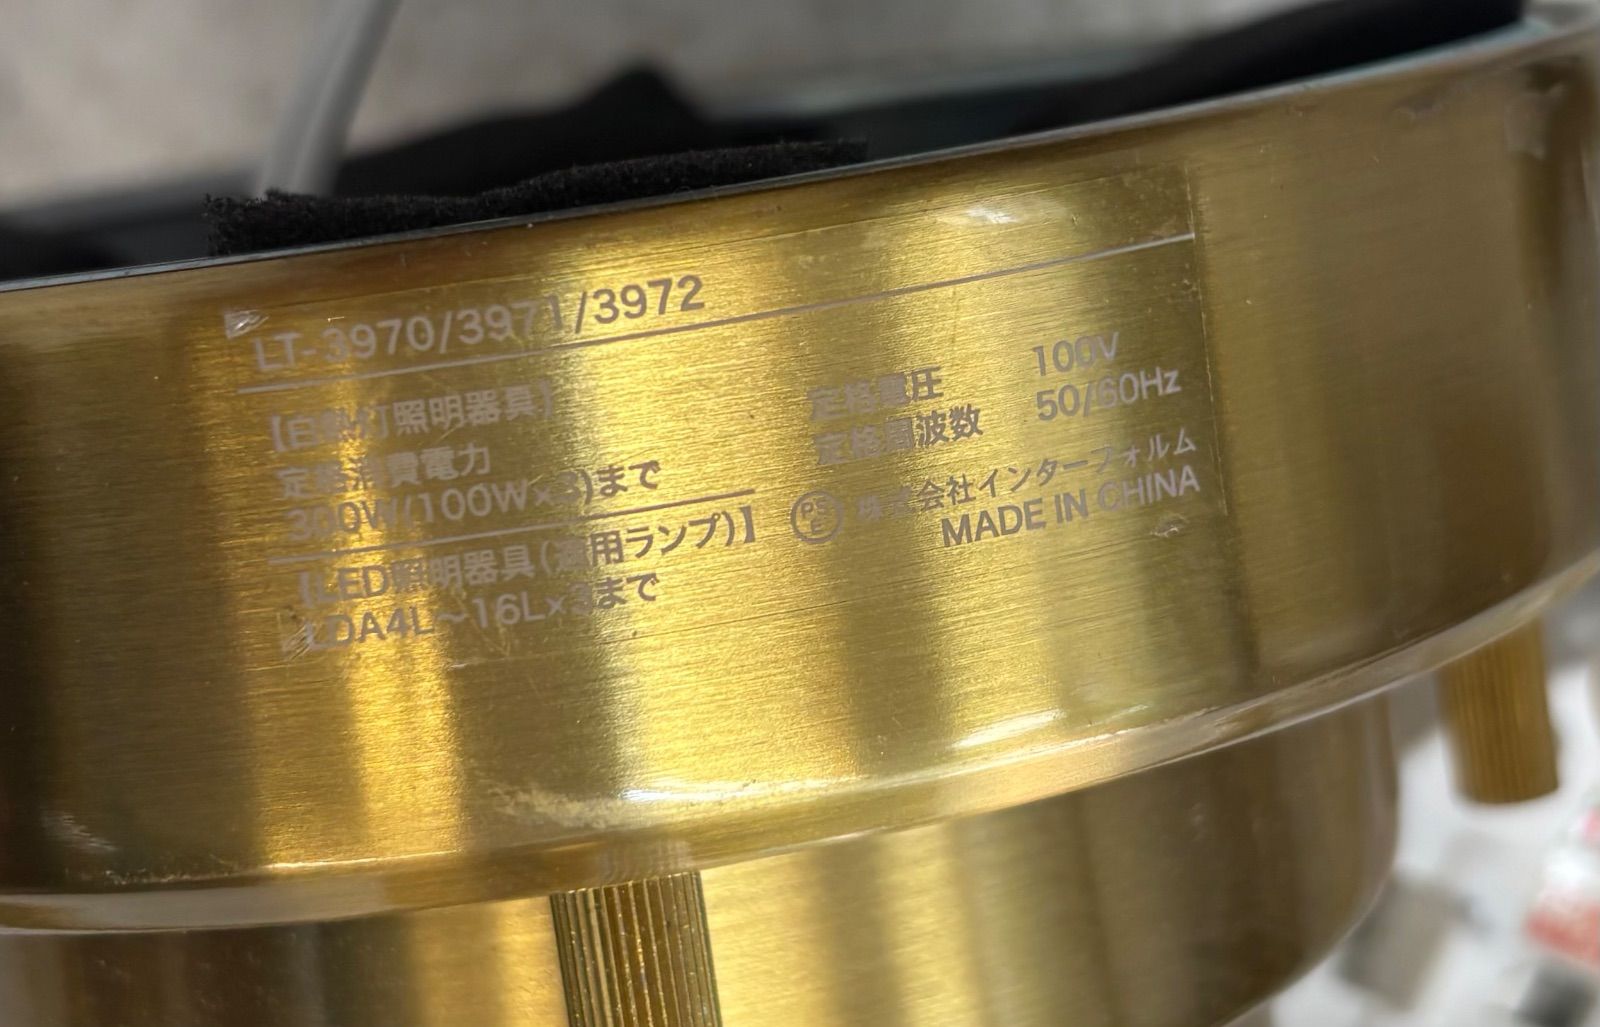 LT-3970/3971/3972
【白熱灯照明器具】
定格消費電力
300W/100W×3)まで
【LED照明器具(適用ランプ)】
LDA4L〜16L×3まで
定格電圧 100V
定格周波数 50/60Hz
PSE 株式会社インターフォルム
MADE IN CHINA